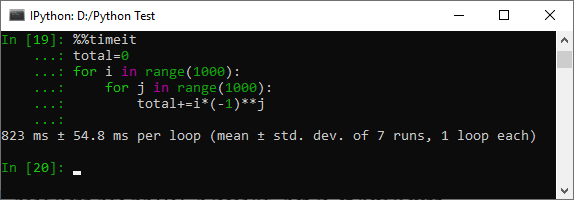 IPython: D:/Python Test
In [19]: %%timeit
...: total=0
...: for i in range(1000):
...:     for j in range(1000):
...:         total+=i*(-1)**j
...:
823 ms ± 54.8 ms per loop (mean ± std. dev. of 7 runs, 1 loop each)
In [20]: